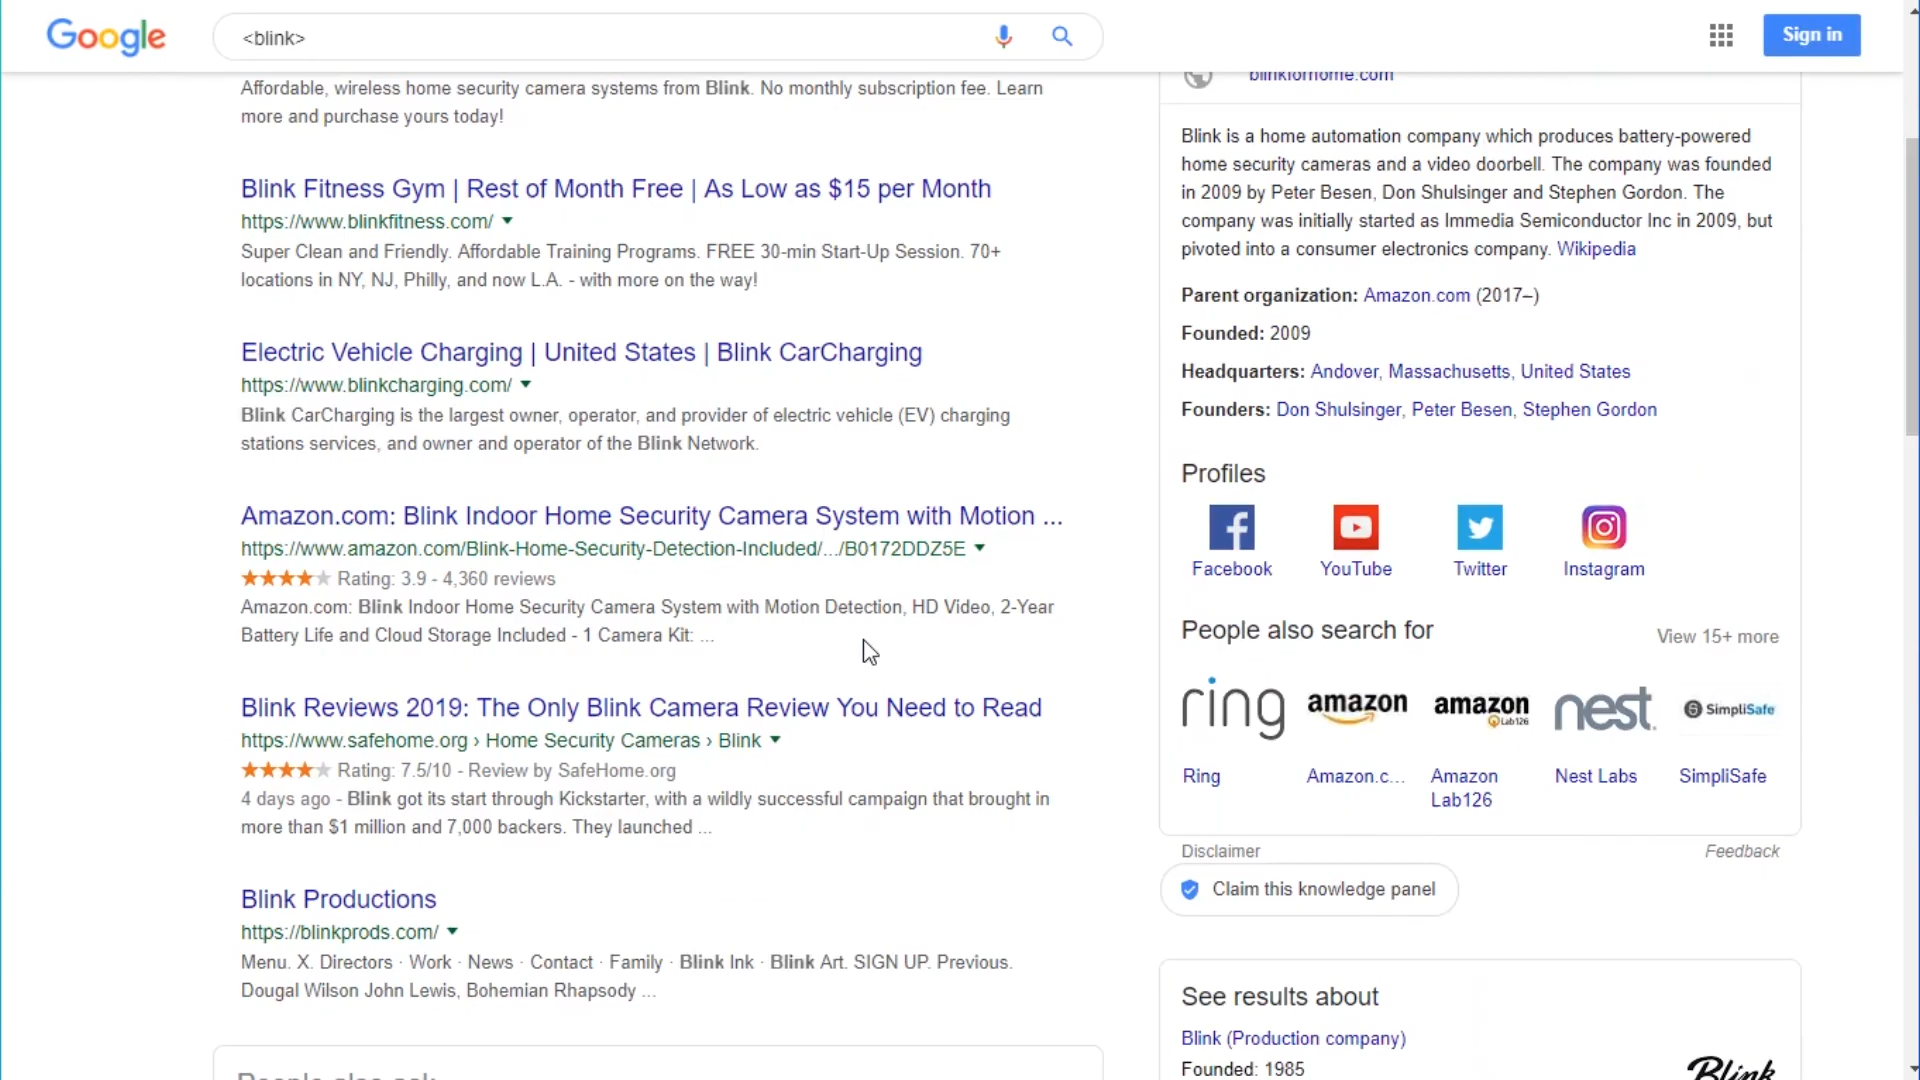 Google
<blink>
Sign in
Affordable, wireless home security camera systems from Blink. No monthly subscription fee. Learn
more and purchase yours today!
Blink Fitness Gym | Rest of Month Free | As Low as $15 per Month
https://www.blinkfitness.com/
Super Clean and Friendly. Affordable Training Programs. FREE 30-min Start-Up Session. 70+
locations in NY, NJ, Philly, and now L.A. - with more on the way!
Electric Vehicle Charging | United States | Blink CarCharging
https://www.blinkcharging.com/
Blink CarCharging is the largest owner, operator, and provider of electric vehicle (EV) charging
stations services, and owner and operator of the Blink Network.
Amazon.com: Blink Indoor Home Security Camera System with Motion ...
https://www.amazon.com/Blink-Home-Security-Detection-Included/.../B0172DDZ5E
Rating: 3.9 - 4,360 reviews
Amazon.com: Blink Indoor Home Security Camera System with Motion Detection, HD Video, 2-Year
Battery Life and Cloud Storage Included - 1 Camera Kit: ...
Blink Reviews 2019: The Only Blink Camera Review You Need to Read
https://www.safehome.org › Home Security Cameras › Blink
Rating: 7.5/10 - Review by SafeHome.org
4 days ago - Blink got its start through Kickstarter, with a wildly successful campaign that brought in
more than $1 million and 7,000 backers. They launched ...
Blink Productions
https://blinkprods.com/
Menu. X. Directors · Work · News · Contact · Family · Blink Ink · Blink Art. SIGN UP. Previous.
Dougal Wilson John Lewis, Bohemian Rhapsody ...
People also ask
blinkforhome.com
Blink is a home automation company which produces battery-powered
home security cameras and a video doorbell. The company was founded
in 2009 by Peter Besen, Don Shulsinger and Stephen Gordon. The
company was initially started as Immedia Semiconductor Inc in 2009, but
pivoted into a consumer electronics company. Wikipedia
Parent organization: Amazon.com (2017–)
Founded: 2009
Headquarters: Andover, Massachusetts, United States
Founders: Don Shulsinger, Peter Besen, Stephen Gordon
Profiles
Facebook YouTube Twitter Instagram
People also search for
View 15+ more
ring amazon amazon Lab126 nest SimpliSafe
Ring Amazon.c... Amazon Lab126 Nest Labs SimpliSafe
Disclaimer
Feedback
Claim this knowledge panel
See results about
Blink (Production company)
Founded: 1985
Blink